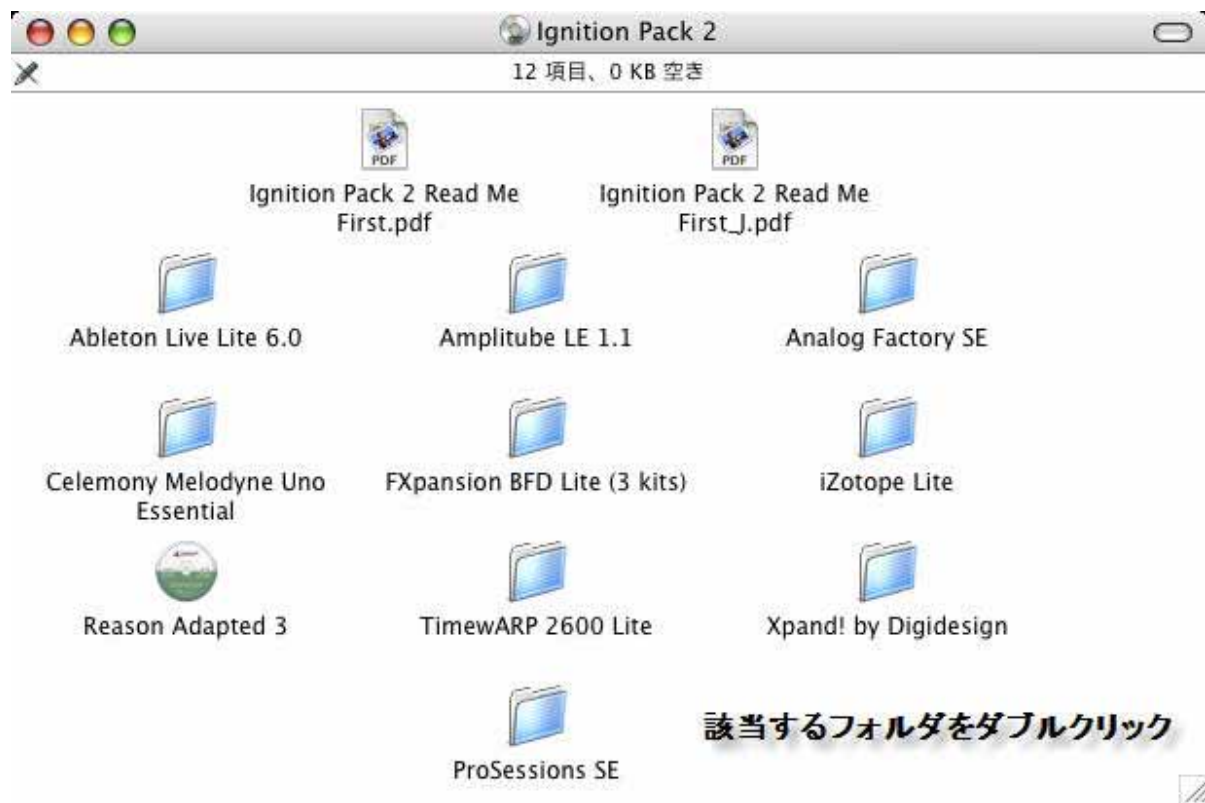 Ignition Pack 2
12 項目、0 KB 空き
PDF
PDF
Ignition Pack 2 Read Me
First.pdf
Ignition Pack 2 Read Me
First_J.pdf
Ableton Live Lite 6.0
Amplitube LE 1.1
Analog Factory SE
Celemony Melodyne Uno
Essential
FXpansion BFD Lite (3 kits)
iZotope Lite
Reason Adapted 3
TimewARP 2600 Lite
Xpand! by Digidesign
ProSessions SE
該当するフォルダをダブルクリック